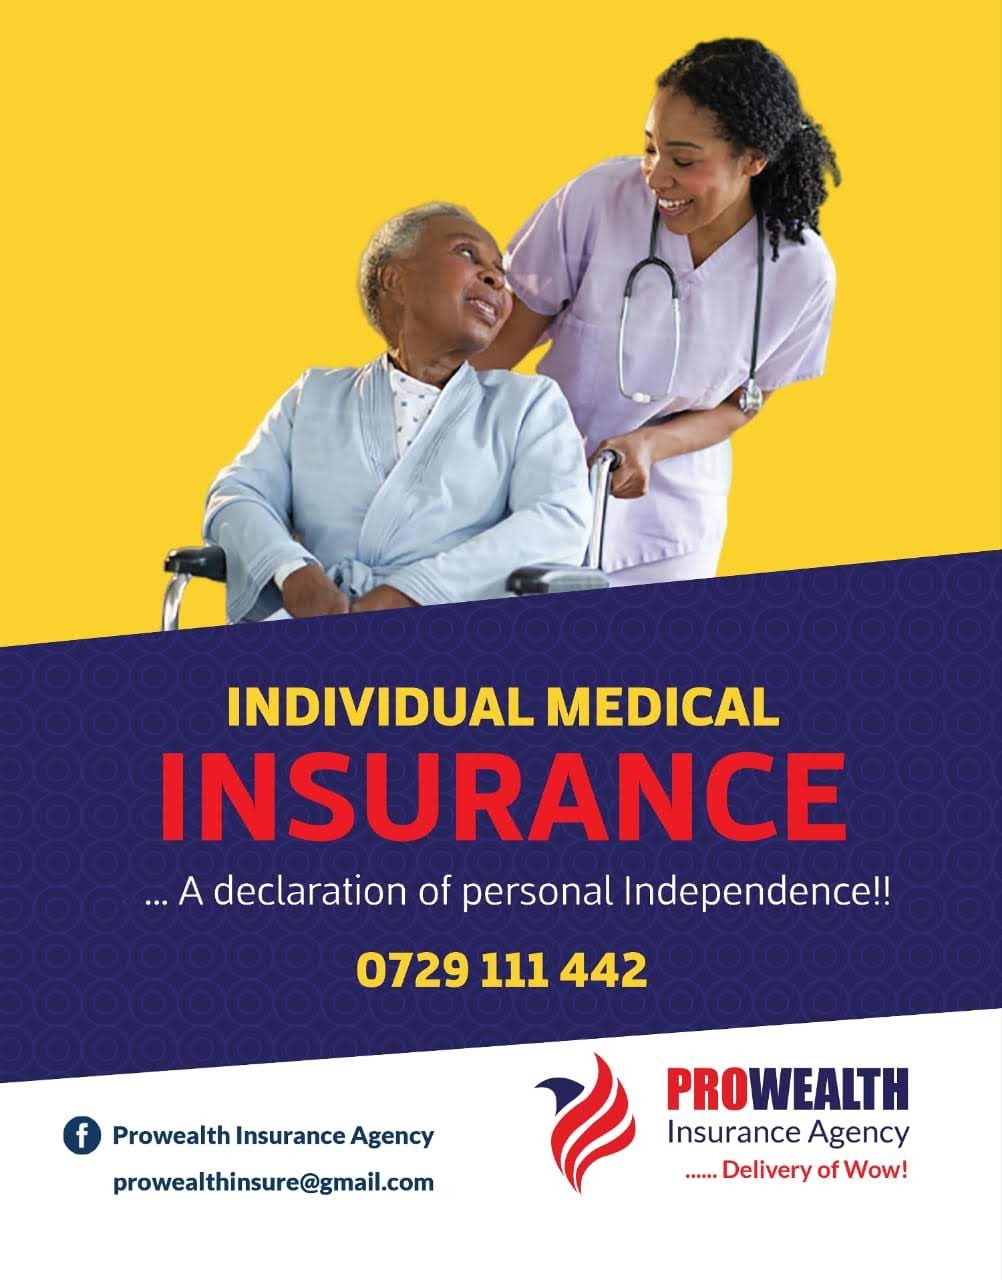 INDIVIDUAL MEDICAL
INSURANCE
... A declaration of personal Independence!!
0729 111 442
Prowealth Insurance Agency
prowealthinsure@gmail.com
PROWEALTH
Insurance Agency
...... Delivery of Wow!